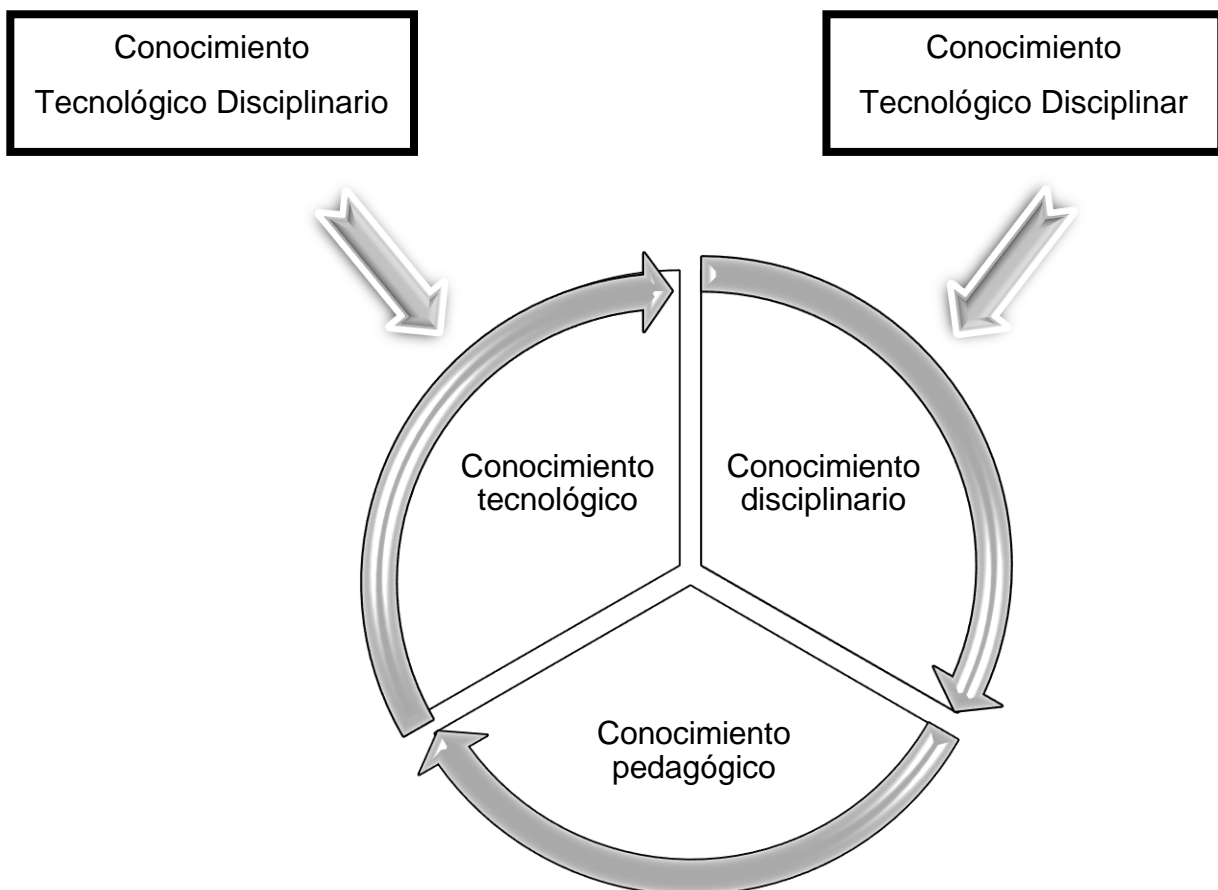 Conocimiento
Tecnológico Disciplinario
Conocimiento
Tecnológico Disciplinar
Conocimiento
tecnológico
Conocimiento
disciplinario
Conocimiento
pedagógico